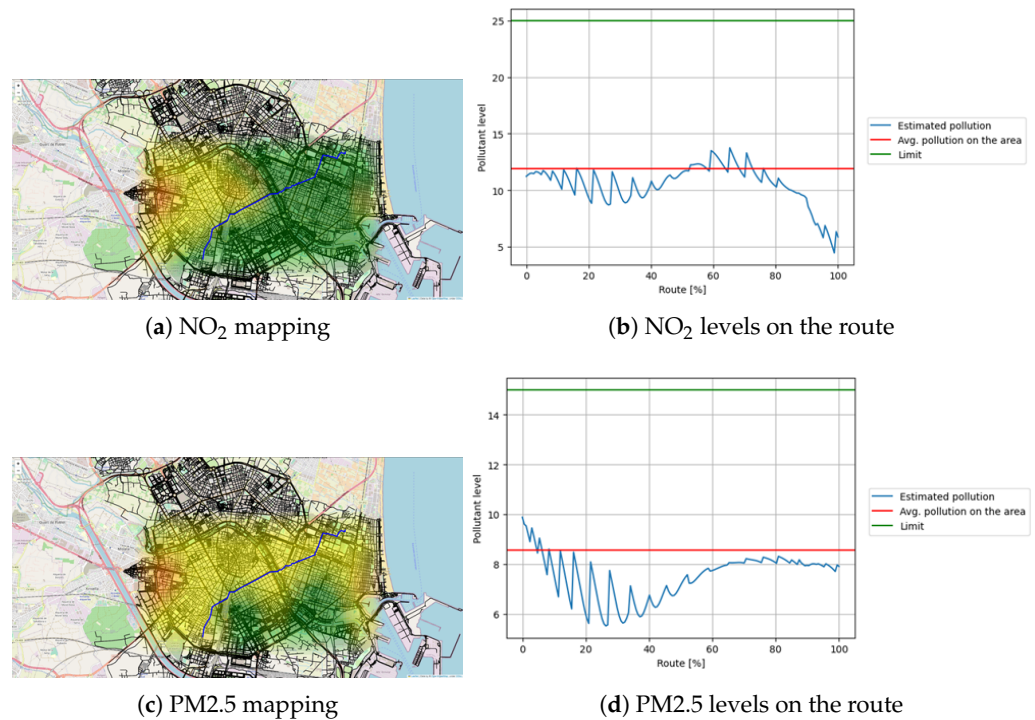 25
20
15
10
5
0
20
40
60
80
100
Pollutant level
Route [%]
Estimated pollution
Avg. pollution on the area
Limit
(a) NO₂ mapping
(b) NO₂ levels on the route
14
12
10
8
6
0
20
40
60
80
100
Pollutant level
Route [%]
Estimated pollution
Avg. pollution on the area
Limit
(c) PM2.5 mapping
(d) PM2.5 levels on the route